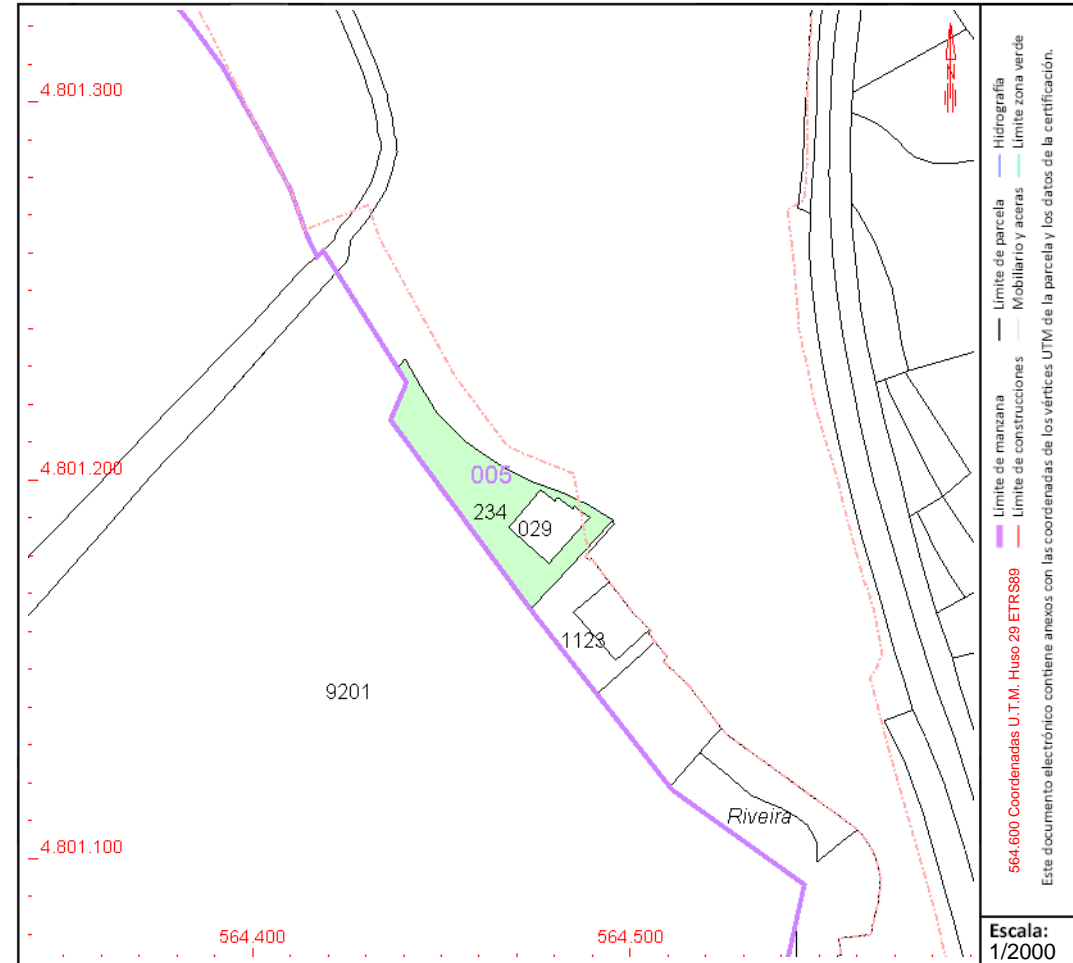 4.801.300
4.801.200
005
234
029
1123
9201
Riveira
4.801.100
564.400
564.500
N
Límite de manzana
Límite de parcela
Hidrografía
Límite de construcciones
Mobiliario y aceras
Límite zona verde
564.600 Coordenadas U.T.M. Huso 29 ETRS89
Este documento electrónico contiene anexos con las coordenadas de los vértices UTM de la parcela y los datos de la certificación.
Escala:
1/2000